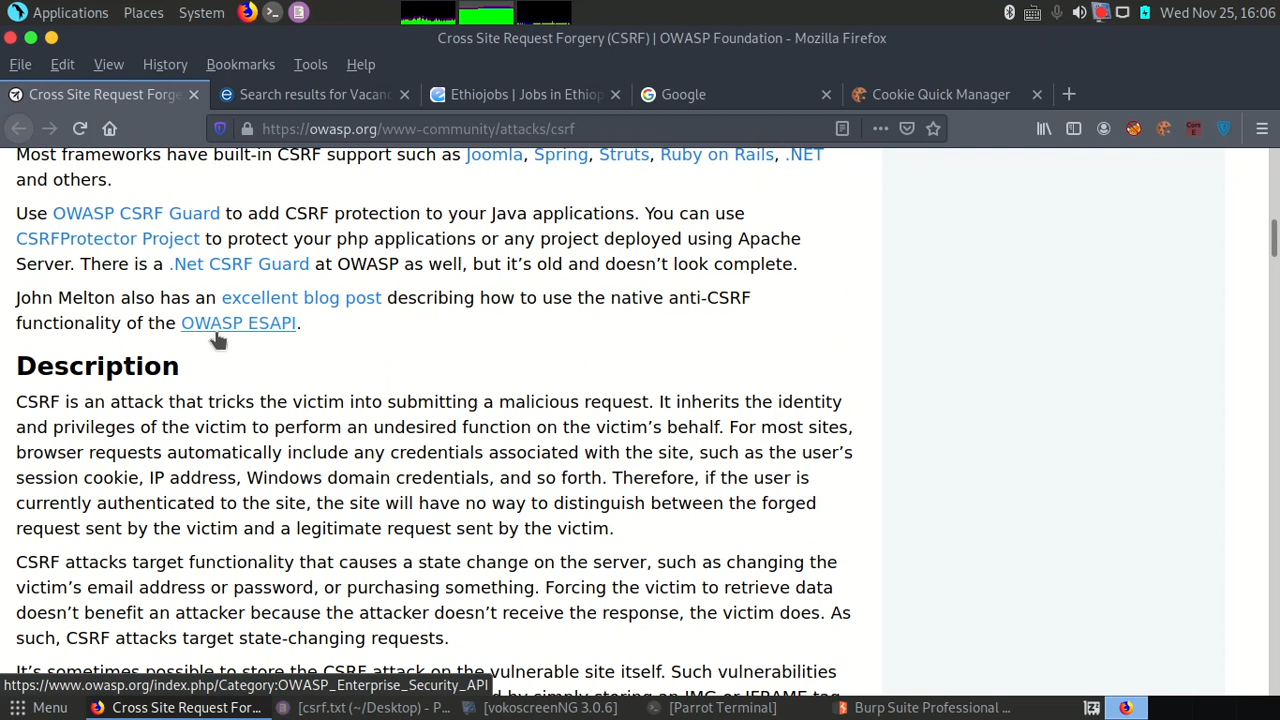 Applications Places System Wed Nov 25, 16:06
Cross Site Request Forgery (CSRF) | OWASP Foundation - Mozilla Firefox
File Edit View History Bookmarks Tools Help
Cross Site Request Forge Search results for Vacan Ethiojobs | Jobs in Ethiop Google Cookie Quick Manager
https://owasp.org/www-community/attacks/csrf
Most frameworks have built-in CSRF support such as Joomla, Spring, Struts, Ruby on Rails, .NET
and others.
Use OWASP CSRF Guard to add CSRF protection to your Java applications. You can use
CSRFProtector Project to protect your php applications or any project deployed using Apache
Server. There is a .Net CSRF Guard at OWASP as well, but it’s old and doesn’t look complete.
John Melton also has an excellent blog post describing how to use the native anti-CSRF
functionality of the OWASP ESAPI.
Description
CSRF is an attack that tricks the victim into submitting a malicious request. It inherits the identity
and privileges of the victim to perform an undesired function on the victim’s behalf. For most sites,
browser requests automatically include any credentials associated with the site, such as the user’s
session cookie, IP address, Windows domain credentials, and so forth. Therefore, if the user is
currently authenticated to the site, the site will have no way to distinguish between the forged
request sent by the victim and a legitimate request sent by the victim.
CSRF attacks target functionality that causes a state change on the server, such as changing the
victim’s email address or password, or purchasing something. Forcing the victim to retrieve data
doesn’t benefit an attacker because the attacker doesn’t receive the response, the victim does. As
such, CSRF attacks target state-changing requests.
It’s sometimes possible to store the CSRF attack on the vulnerable site itself. Such vulnerabilities
https://www.owasp.org/index.php/Category:OWASP_Enterprise_Security_API
by simply storing an IMG or IFRAME tag
Menu Cross Site Request For... [csrf.txt (~/Desktop) - P... [vokoscreenNG 3.0.6] [Parrot Terminal] Burp Suite Professional ...